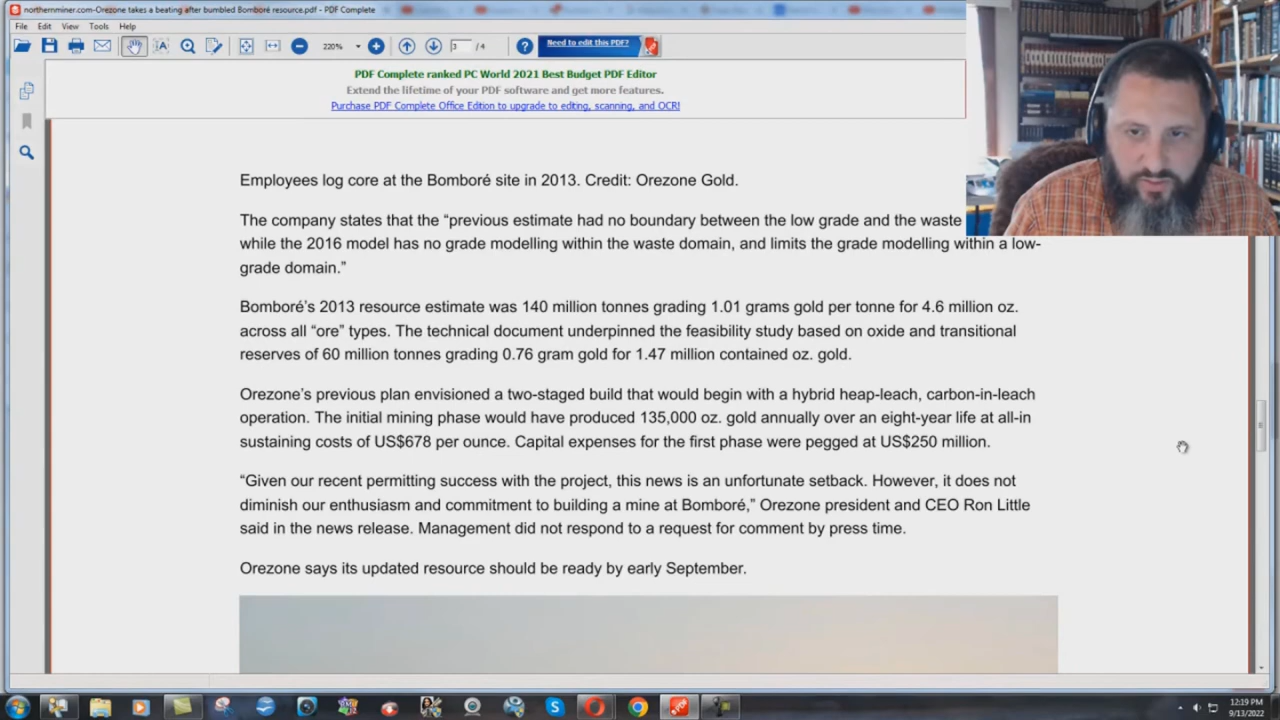 northernminer.com-Orezone takes a beating after bumbled Bomboré resource.pdf - PDF Complete
File Edit View Tools Help
220%
3 / 4
Need to edit this PDF?
PDF Complete ranked PC World 2021 Best Budget PDF Editor
Extend the lifetime of your PDF software and get more features.
Purchase PDF Complete Office Edition to upgrade to editing, scanning, and OCR!
Employees log core at the Bomboré site in 2013. Credit: Orezone Gold.
The company states that the “previous estimate had no boundary between the low grade and the waste
while the 2016 model has no grade modelling within the waste domain, and limits the grade modelling within a low-
grade domain.”
Bomboré’s 2013 resource estimate was 140 million tonnes grading 1.01 grams gold per tonne for 4.6 million oz.
across all “ore” types. The technical document underpinned the feasibility study based on oxide and transitional
reserves of 60 million tonnes grading 0.76 gram gold for 1.47 million contained oz. gold.
Orezone’s previous plan envisioned a two-staged build that would begin with a hybrid heap-leach, carbon-in-leach
operation. The initial mining phase would have produced 135,000 oz. gold annually over an eight-year life at all-in
sustaining costs of US$678 per ounce. Capital expenses for the first phase were pegged at US$250 million.
“Given our recent permitting success with the project, this news is an unfortunate setback. However, it does not
diminish our enthusiasm and commitment to building a mine at Bomboré,” Orezone president and CEO Ron Little
said in the news release. Management did not respond to a request for comment by press time.
Orezone says its updated resource should be ready by early September.
12:19 PM
9/13/2022